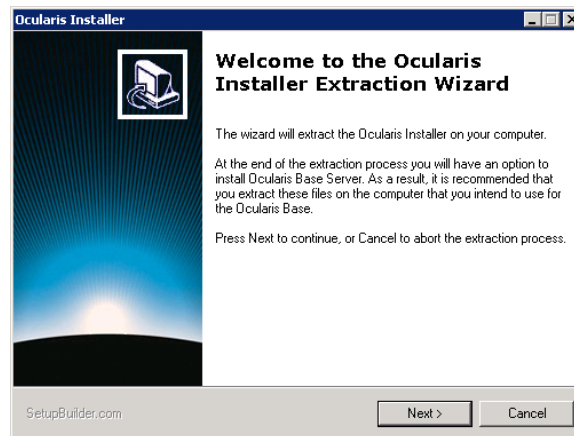 Ocularis Installer
Welcome to the Ocularis
Installer Extraction Wizard
The wizard will extract the Ocularis Installer on your computer.
At the end of the extraction process you will have an option to
install Ocularis Base Server. As a result, it is recommended that
you extract these files on the computer that you intend to use for
the Ocularis Base.
Press Next to continue, or Cancel to abort the extraction process.
SetupBuilder.com
Next >
Cancel